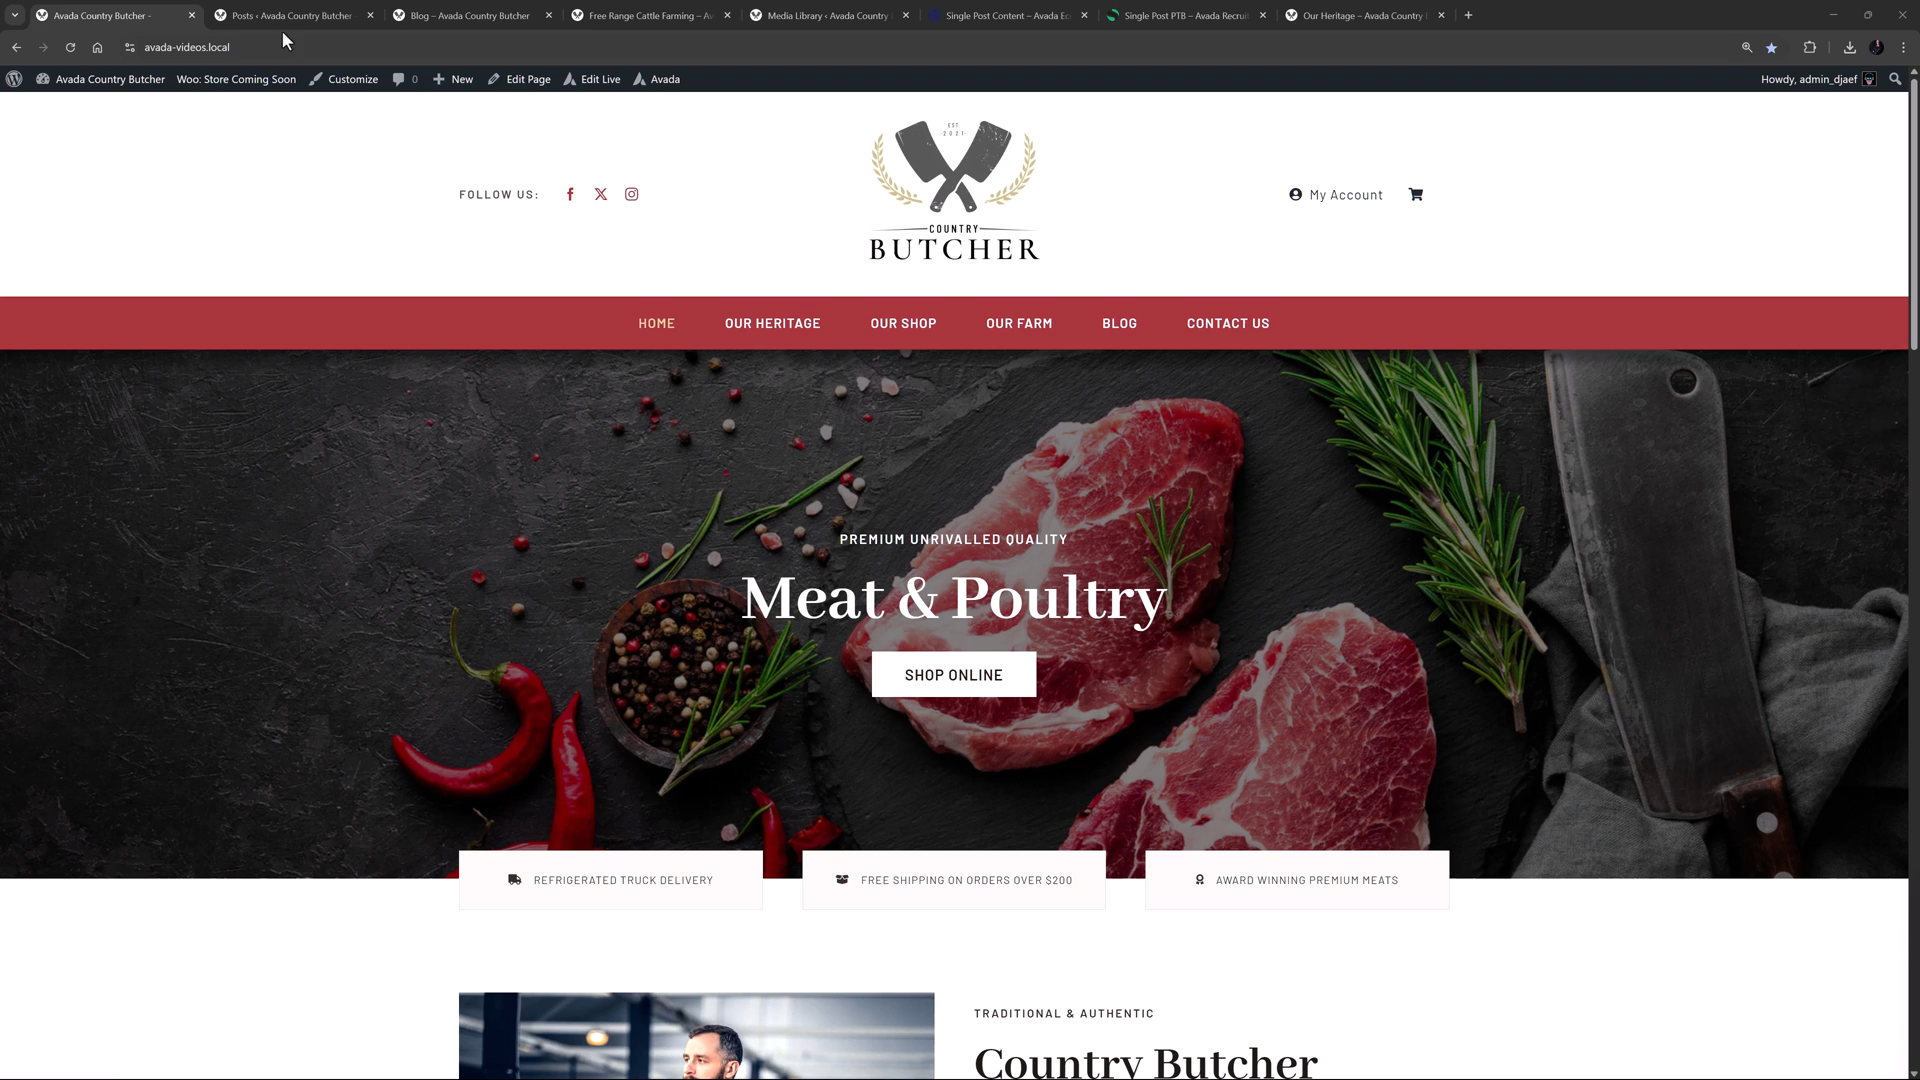 Avada Country Butcher -
Posts ‹ Avada Country Butcher
Blog – Avada Country Butcher
Free Range Cattle Farming – Av
Media Library ‹ Avada Country
Single Post Content – Avada Ec
Single Post PTB – Avada Recruit
Our Heritage – Avada Country
avada-videos.local
Avada Country Butcher
Woo: Store Coming Soon
Customize
0
New
Edit Page
Edit Live
Avada
Howdy, admin_djaef
FOLLOW US:
EST
2021
COUNTRY
BUTCHER
My Account
HOME
OUR HERITAGE
OUR SHOP
OUR FARM
BLOG
CONTACT US
PREMIUM UNRIVALLED QUALITY
Meat & Poultry
SHOP ONLINE
REFRIGERATED TRUCK DELIVERY
FREE SHIPPING ON ORDERS OVER $200
AWARD WINNING PREMIUM MEATS
TRADITIONAL & AUTHENTIC
Country Butcher